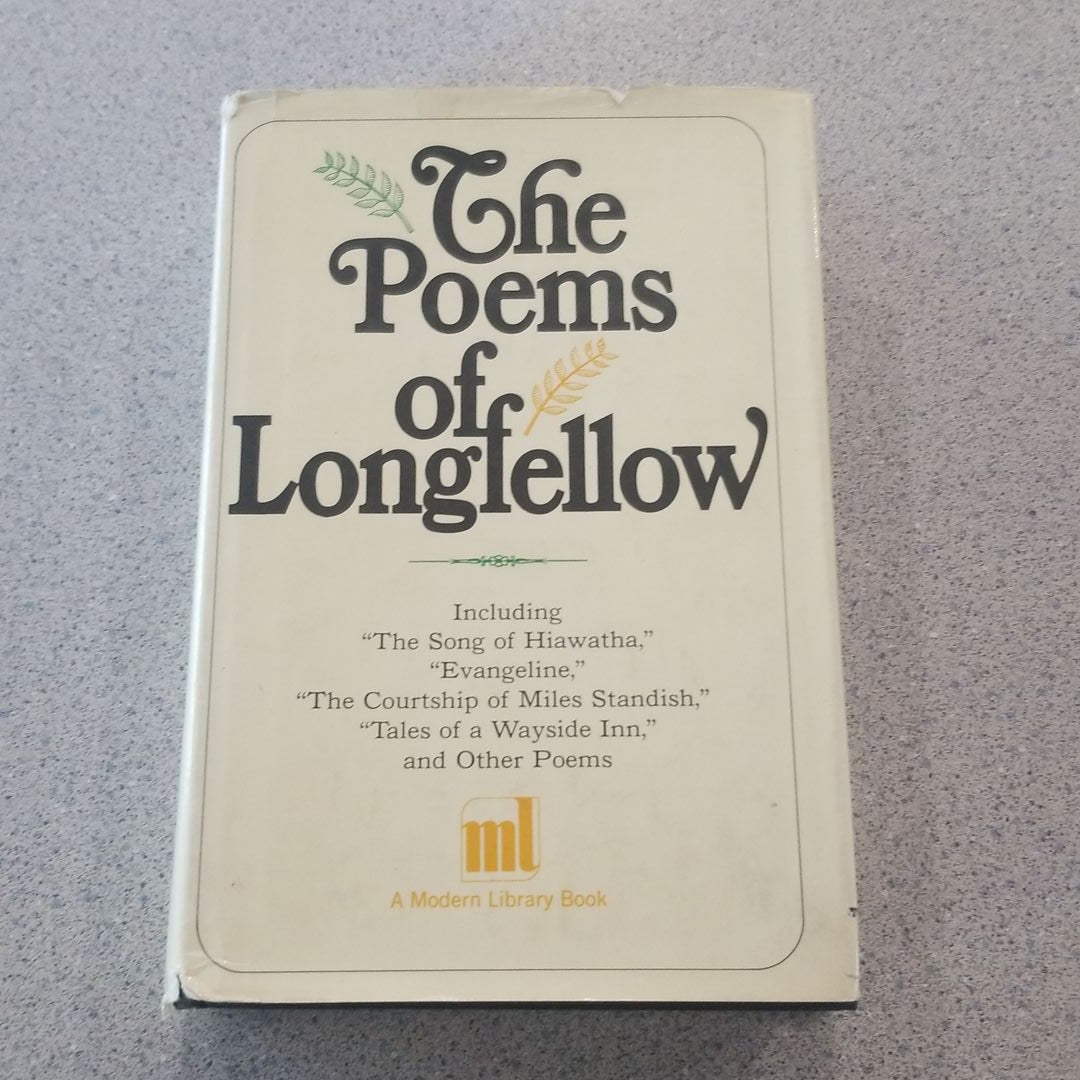 The
Poems
of
Longfellow
Including
“The Song of Hiawatha,”
“Evangeline,”
“The Courtship of Miles Standish,”
“Tales of a Wayside Inn,”
and Other Poems
ml
A Modern Library Book